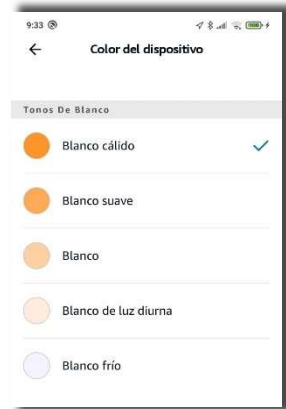 9:33
Color del dispositivo
Tonos De Blanco
Blanco cálido
Blanco suave
Blanco
Blanco de luz diurna
Blanco frío